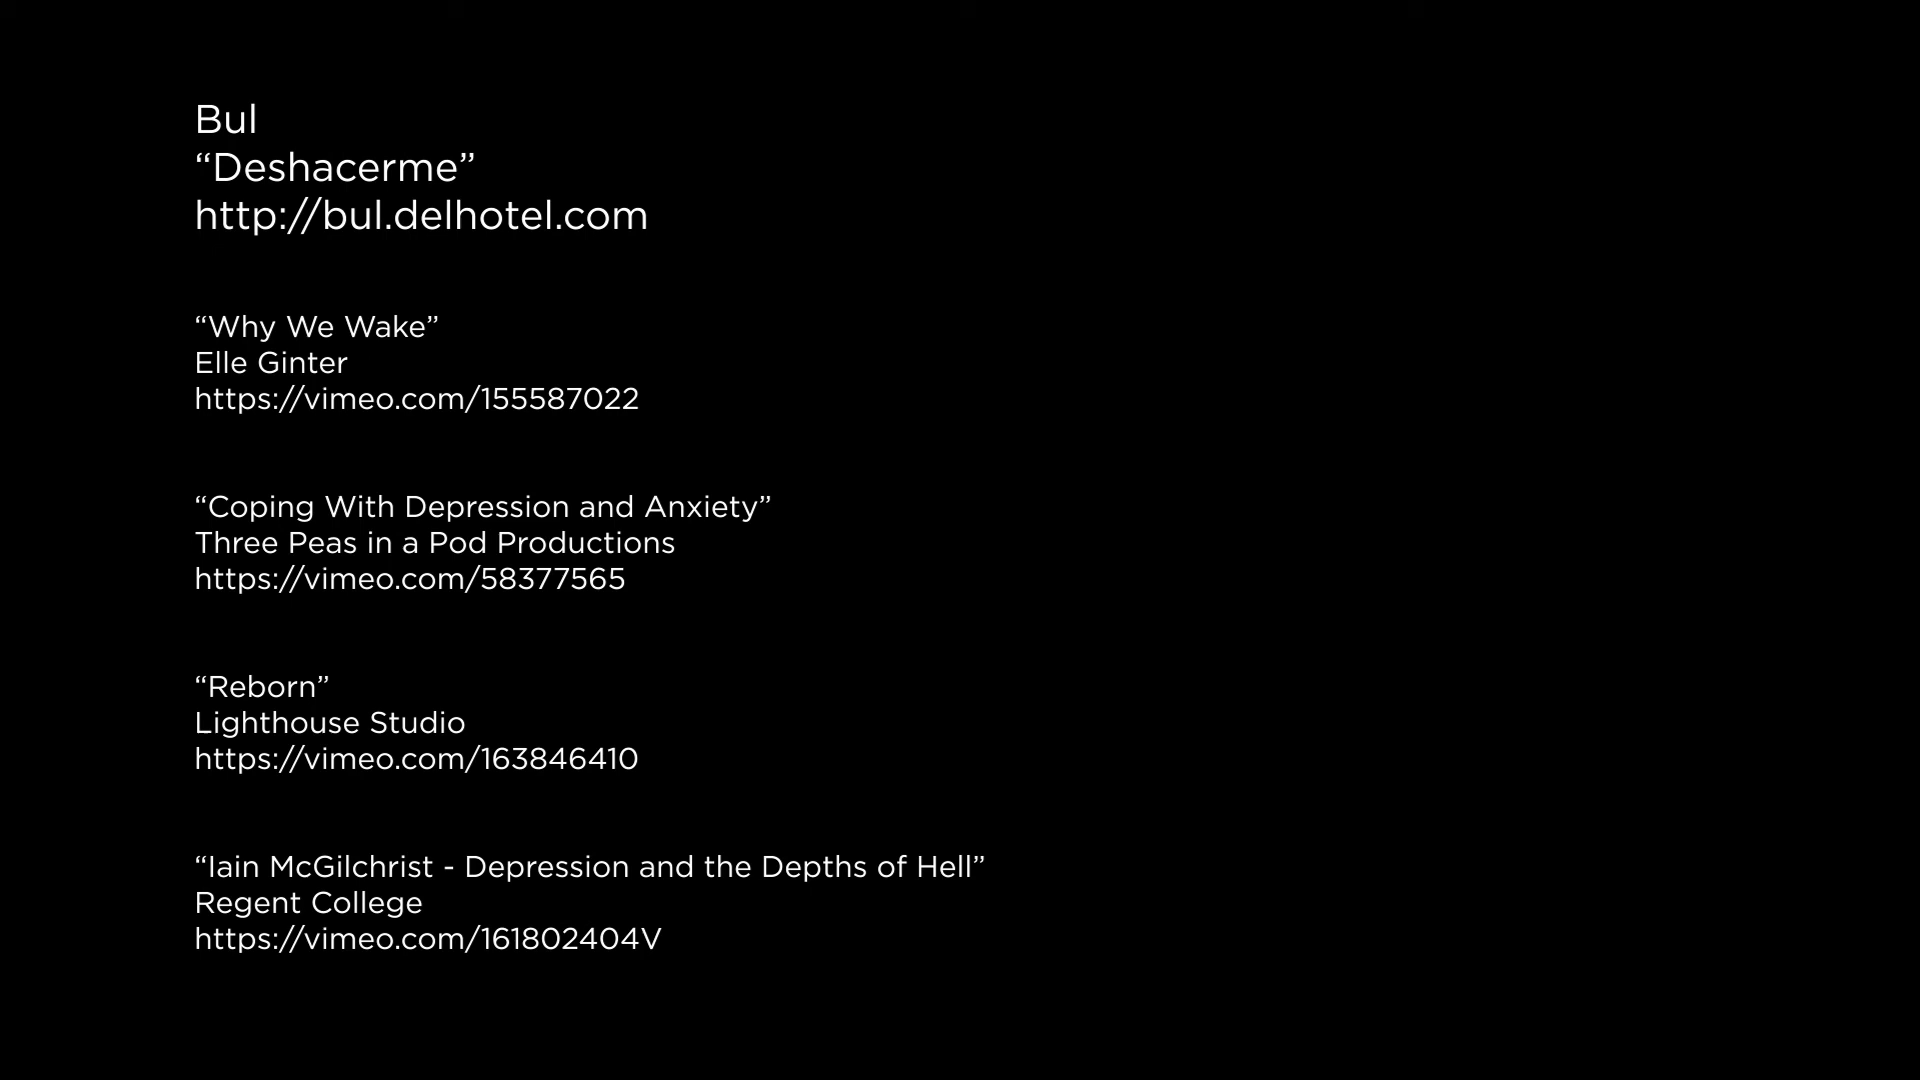 Bul
“Deshacerme”
http://bul.delhotel.com
“Why We Wake”
Elle Ginter
https://vimeo.com/155587022
“Coping With Depression and Anxiety”
Three Peas in a Pod Productions
https://vimeo.com/58377565
“Reborn”
Lighthouse Studio
https://vimeo.com/163846410
“Iain McGilchrist - Depression and the Depths of Hell”
Regent College
https://vimeo.com/161802404V